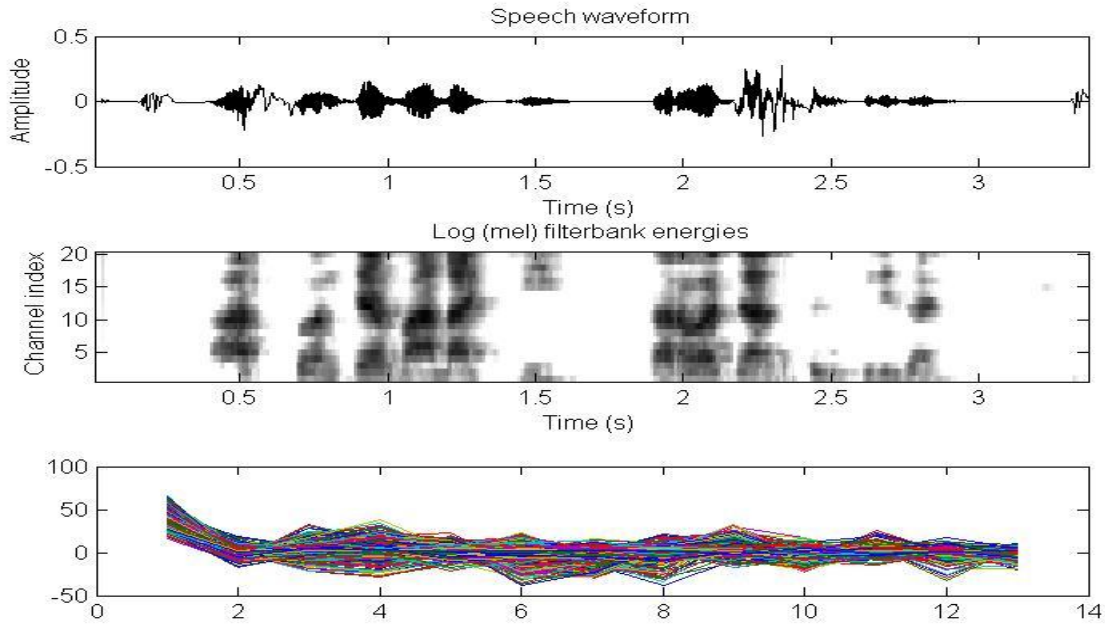 Speech waveform
0.5
0
-0.5
Amplitude
0.5 1 1.5 2 2.5 3
Time (s)
Log (mel) filterbank energies
20
15
10
5
Channel index
0.5 1 1.5 2 2.5 3
Time (s)
100
50
0
-50
0 2 4 6 8 10 12 14